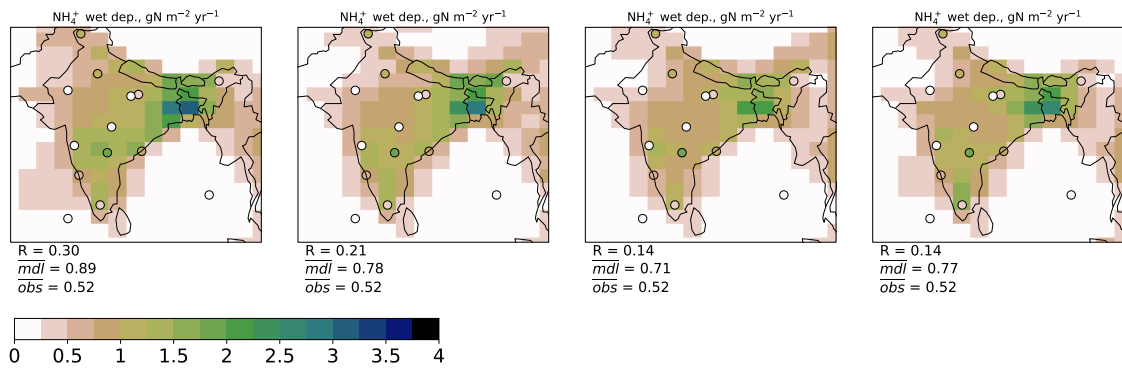 NH₄⁺ wet dep., gN m⁻² yr⁻¹
NH₄⁺ wet dep., gN m⁻² yr⁻¹
NH₄⁺ wet dep., gN m⁻² yr⁻¹
NH₄⁺ wet dep., gN m⁻² yr⁻¹
R = 0.30
mdl = 0.89
obs = 0.52
R = 0.21
mdl = 0.78
obs = 0.52
R = 0.14
mdl = 0.71
obs = 0.52
R = 0.14
mdl = 0.77
obs = 0.52
0 0.5 1 1.5 2 2.5 3 3.5 4